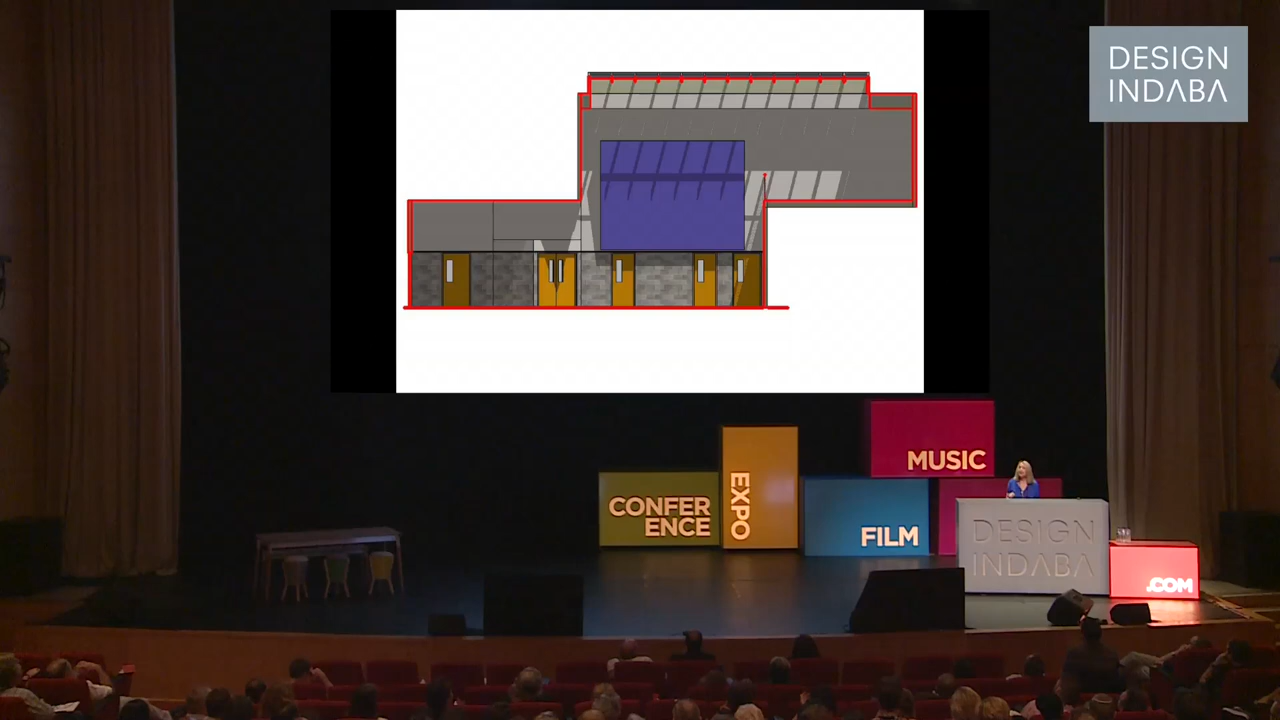 DESIGN
INDABA
MUSIC
CONFER
ENCE
EXPO
FILM
DESIGN
INDABA
.COM